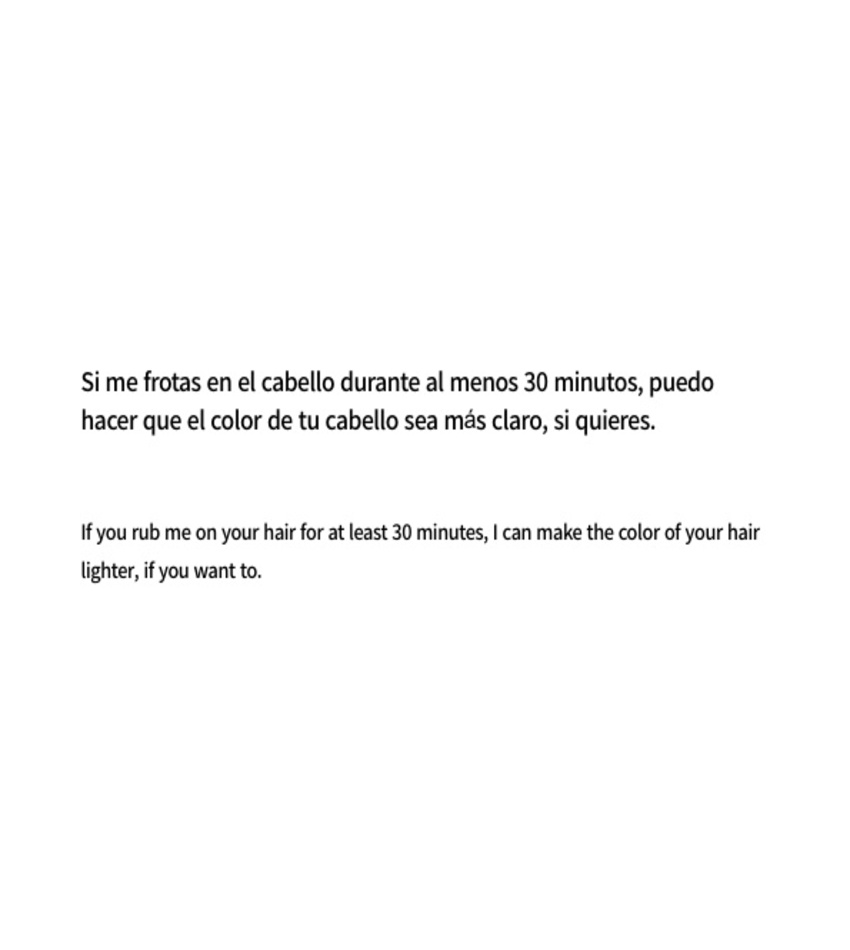 Si me frotas en el cabello durante al menos 30 minutos, puedo
hacer que el color de tu cabello sea más claro, si quieres.
If you rub me on your hair for at least 30 minutes, I can make the color of your hair
lighter, if you want to.